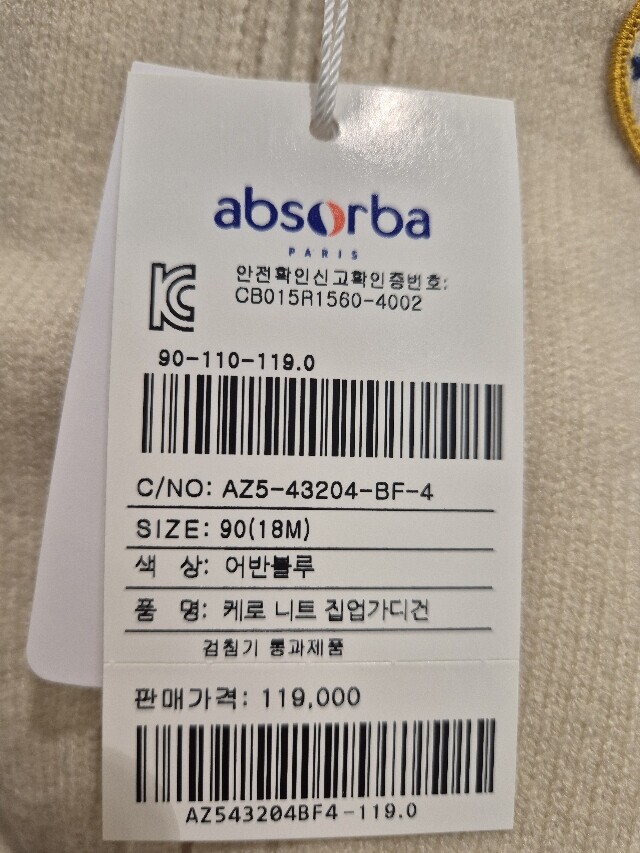 absorba
PARIS
안전확인신고확인증번호:
CB015R1560-4002
90-110-119.0
C/NO: AZ5-43204-BF-4
SIZE: 90(18M)
색 상: 어반블루
품 명: 케로 니트 집업가디건
검침기 통과제품
판매가격: 119,000
AZ543204BF4-119.0